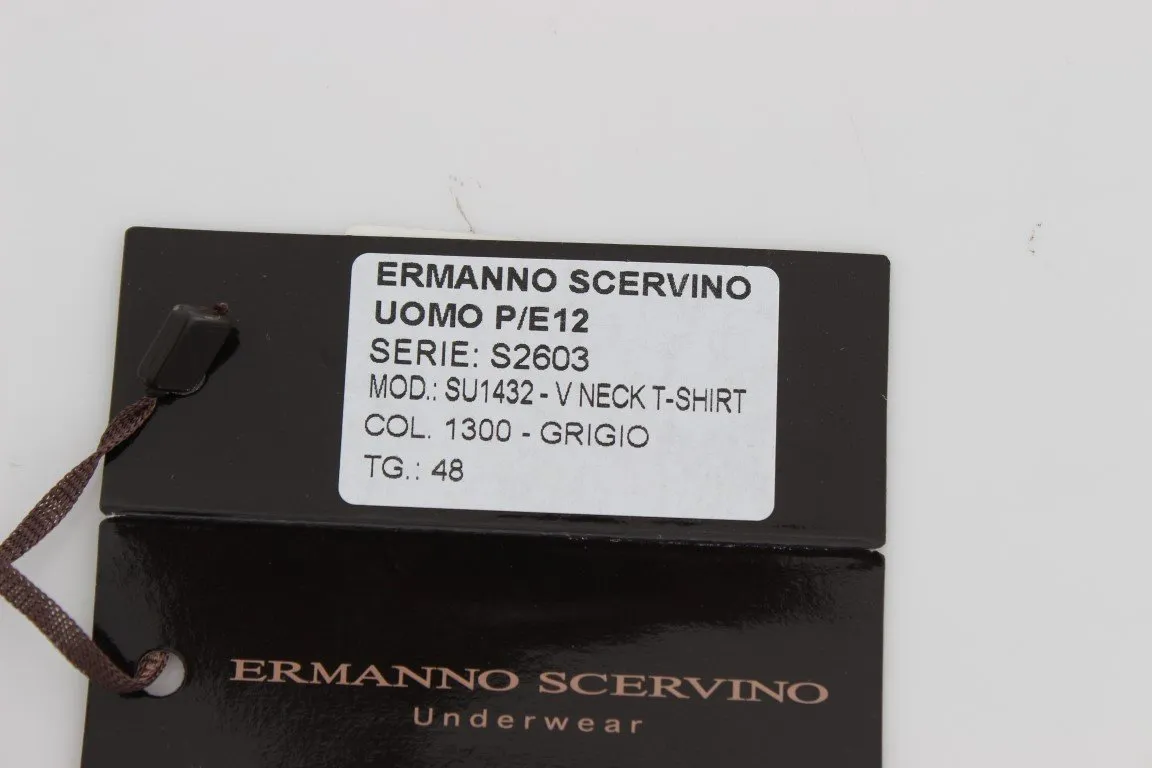 ERMANNO SCERVINO
UOMO P/E12
SERIE: S2603
MOD.: SU1432 - V NECK T-SHIRT
COL. 1300 - GRIGIO
TG.: 48
ERMANNO SCERVINO
Underwear